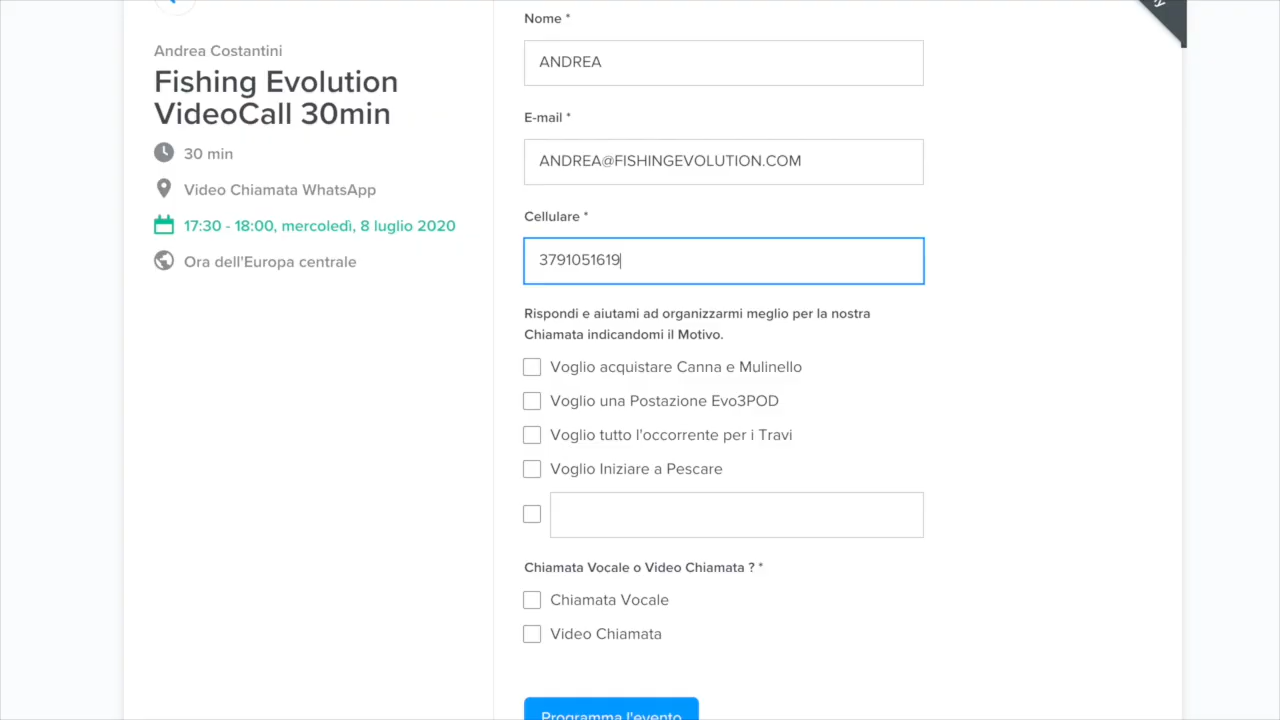 Andrea Costantini
Fishing Evolution
VideoCall 30min
30 min
Video Chiamata WhatsApp
17:30 - 18:00, mercoledì, 8 luglio 2020
Ora dell'Europa centrale
Nome *
ANDREA
E-mail *
ANDREA@FISHINGEVOLUTION.COM
Cellulare *
3791051619
Rispondi e aiutami ad organizzarmi meglio per la nostra
Chiamata indicandomi il Motivo.
Voglio acquistare Canna e Mulinello
Voglio una Postazione Evo3POD
Voglio tutto l'occorrente per i Travi
Voglio Iniziare a Pescare
Chiamata Vocale o Video Chiamata ? *
Chiamata Vocale
Video Chiamata
Programma l'evento